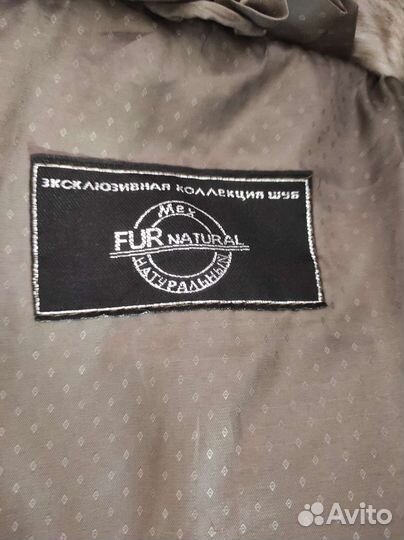 ЭКСКЛЮЗИВНАЯ КОЛЛЕКЦИЯ ШУБ
Мех
FUR NATURAL
НАТУРАЛЬНЫЙ
Avito